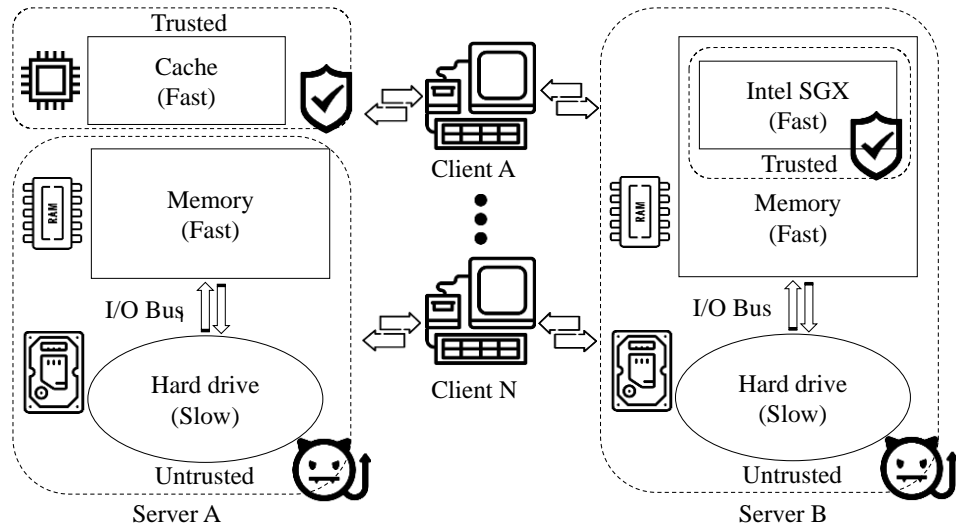 Trusted
Cache
(Fast)
RAM
Memory
(Fast)
I/O Bus
Hard drive
(Slow)
Untrusted
Server A
Client A
Client N
Intel SGX
(Fast)
Trusted
RAM
Memory
(Fast)
I/O Bus
Hard drive
(Slow)
Untrusted
Server B